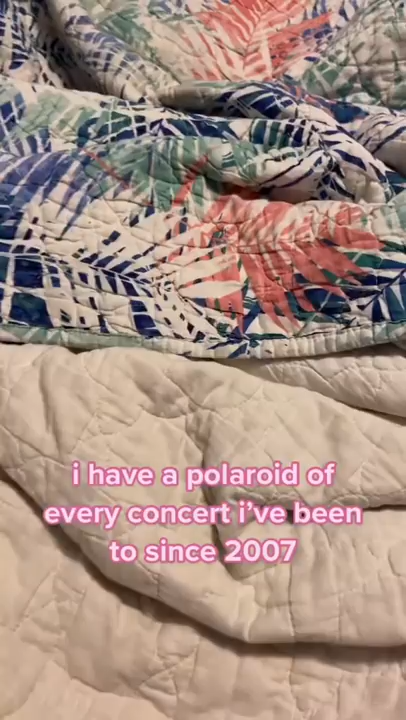 i have a polaroid of
every concert i've been
to since 2007